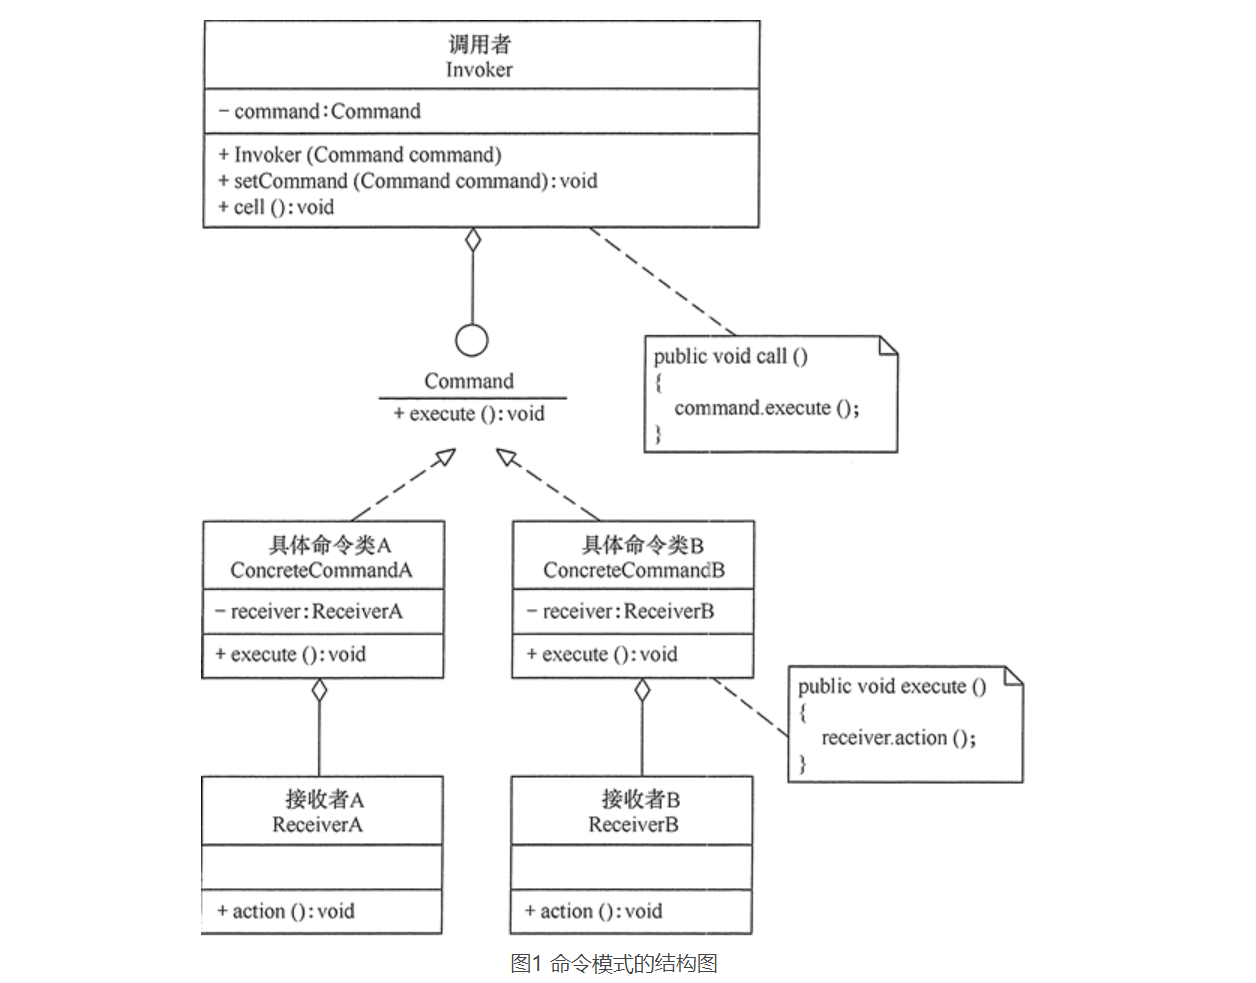 调用者
Invoker
− command:Command
+ Invoker (Command command)
+ setCommand (Command command):void
+ cell ():void
Command
+ execute ():void
public void call ()
{
command.execute ();
}
具体命令类A
ConcreteCommandA
− receiver:ReceiverA
+ execute ():void
具体命令类B
ConcreteCommandB
− receiver:ReceiverB
+ execute ():void
public void execute ()
{
receiver.action ();
}
接收者A
ReceiverA
+ action ():void
接收者B
ReceiverB
+ action ():void
图1 命令模式的结构图